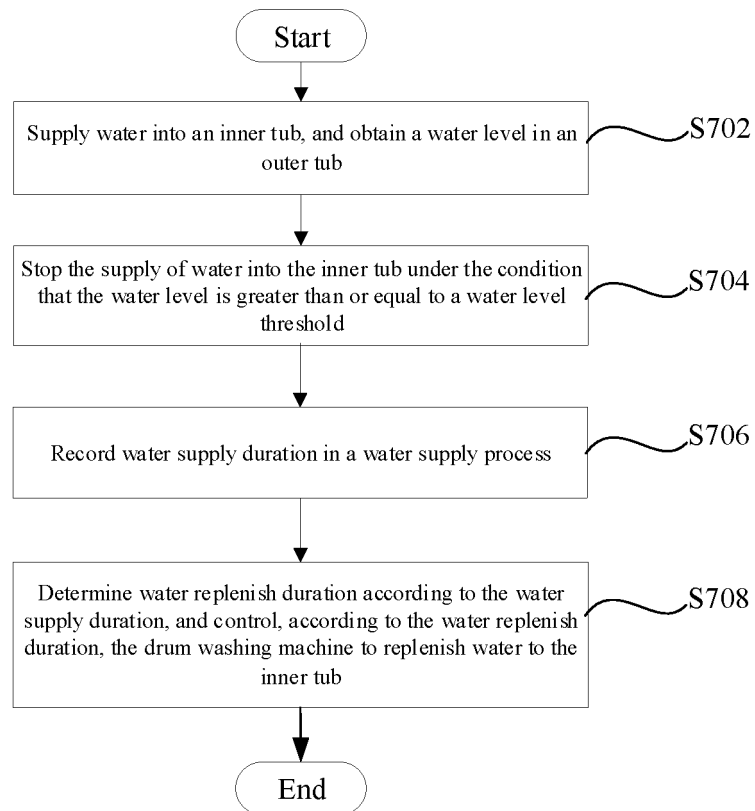 Start
Supply water into an inner tub, and obtain a water level in an
outer tub
S702
Stop the supply of water into the inner tub under the condition
that the water level is greater than or equal to a water level
threshold
S704
Record water supply duration in a water supply process
S706
Determine water replenish duration according to the water
supply duration, and control, according to the water replenish
duration, the drum washing machine to replenish water to the
inner tub
S708
End